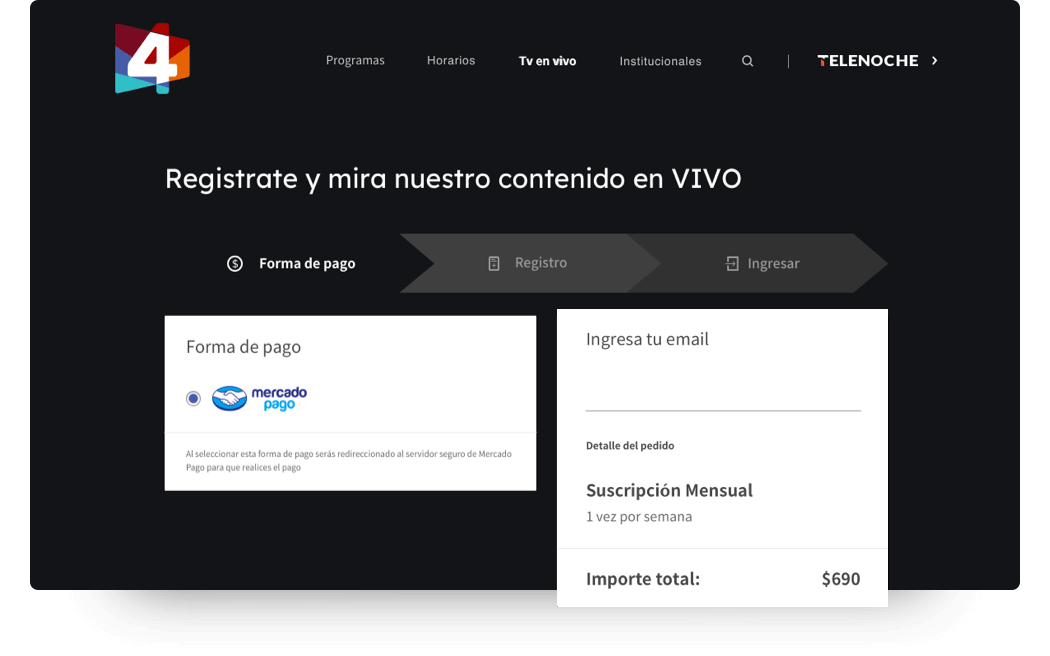 4
Programas
Horarios
Tv en vivo
Institucionales
TELENOCHE
Registrate y mira nuestro contenido en VIVO
Forma de pago
Registro
Ingresar
Forma de pago
mercado
pago
Al seleccionar esta forma de pago serás redireccionado al servidor seguro de Mercado
Pago para que realices el pago
Ingresa tu email
Detalle del pedido
Suscripción Mensual
1 vez por semana
Importe total: $690